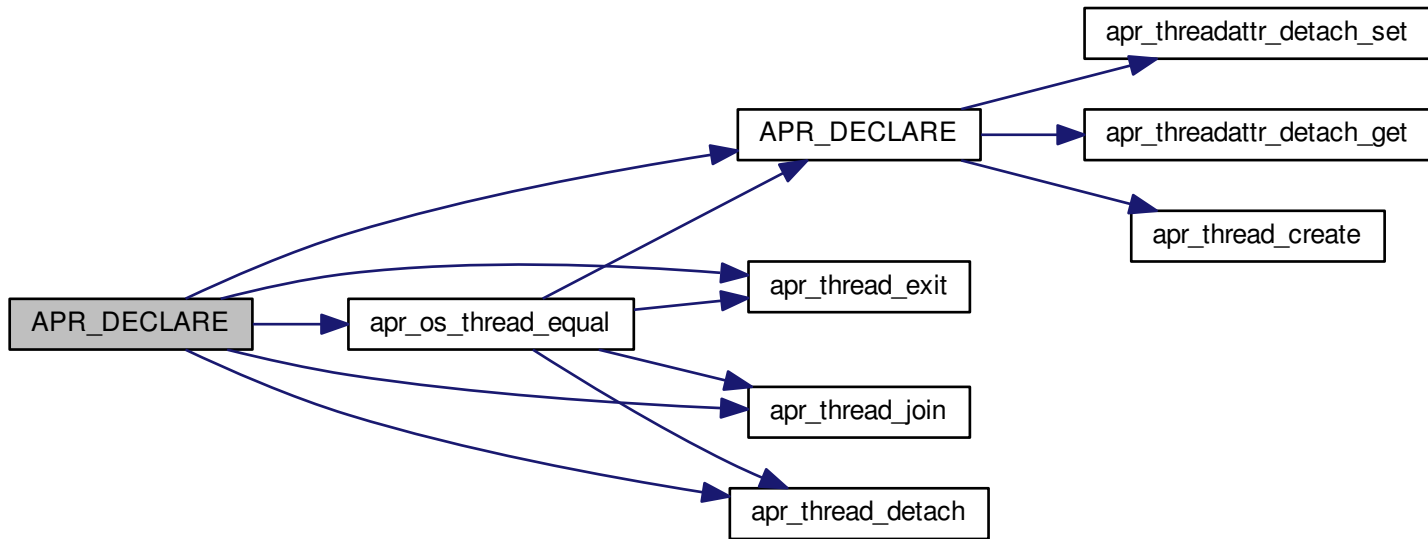 apr_threadattr_detach_set
APR_DECLARE
apr_threadattr_detach_get
apr_thread_create
apr_thread_exit
APR_DECLARE
apr_os_thread_equal
apr_thread_join
apr_thread_detach